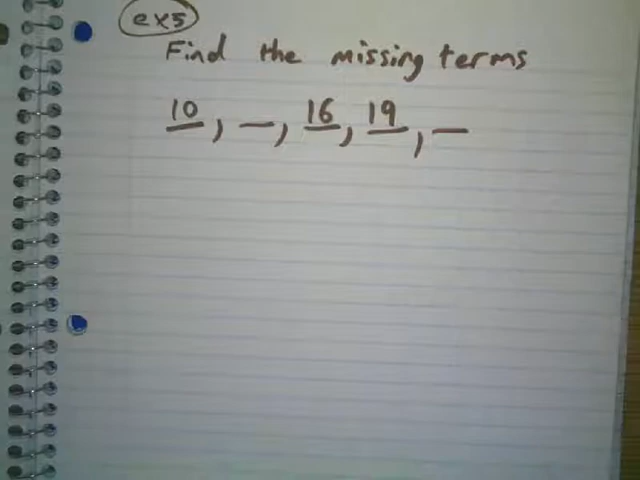 ex5
Find the missing terms
10, _, 16, 19, _